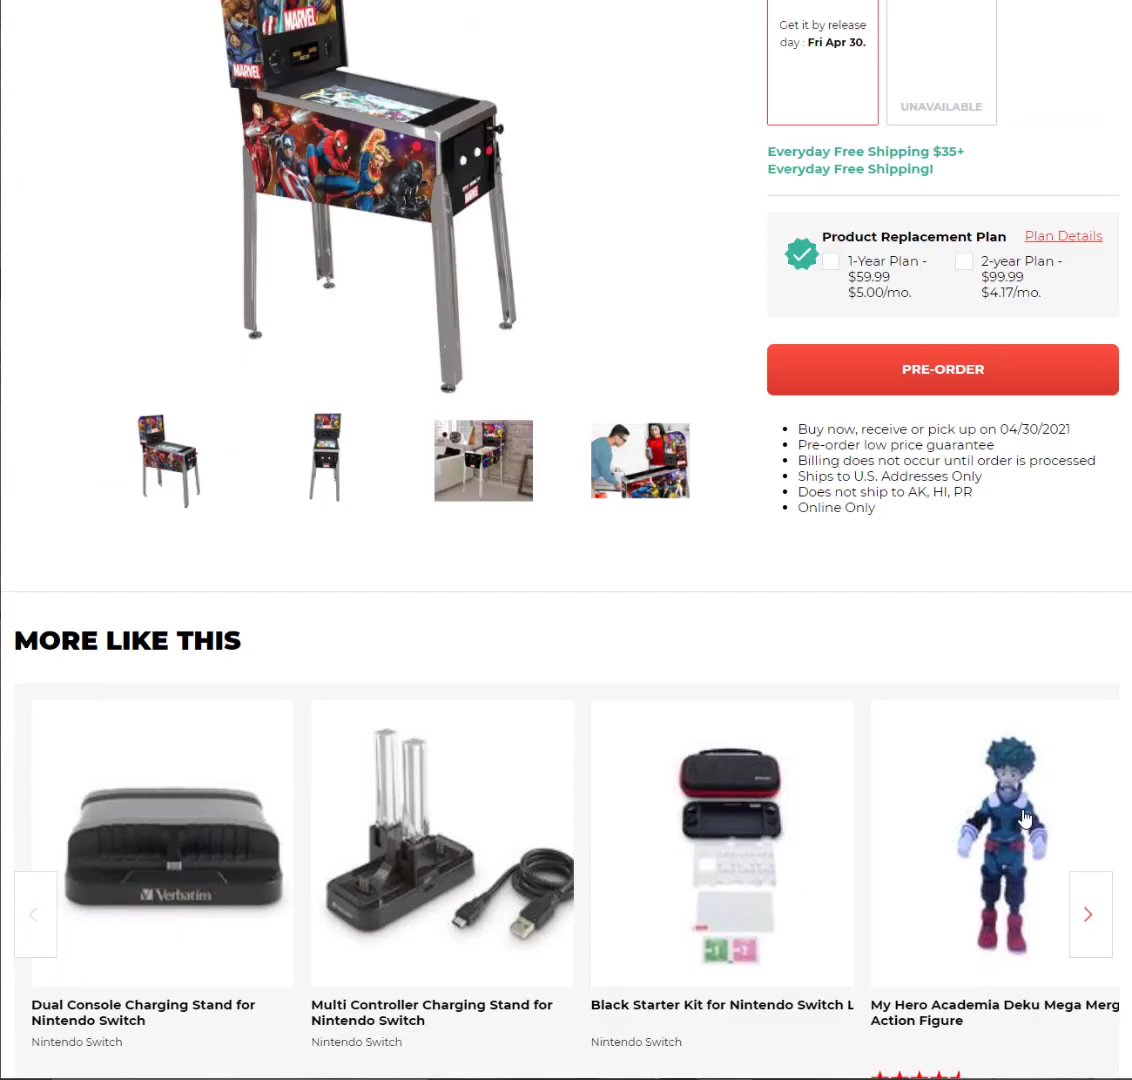 MARVEL
MARVEL
MARVEL
Get it by release
day : Fri Apr 30.
UNAVAILABLE
Everyday Free Shipping $35+
Everyday Free Shipping!
Product Replacement Plan Plan Details
1-Year Plan - 2-year Plan -
$59.99 $99.99
$5.00/mo. $4.17/mo.
PRE-ORDER
Buy now, receive or pick up on 04/30/2021
Pre-order low price guarantee
Billing does not occur until order is processed
Ships to U.S. Addresses Only
Does not ship to AK, HI, PR
Online Only
MORE LIKE THIS
Verbatim
Dual Console Charging Stand for
Nintendo Switch
Nintendo Switch
Multi Controller Charging Stand for
Nintendo Switch
Nintendo Switch
Black Starter Kit for Nintendo Switch L
Nintendo Switch
My Hero Academia Deku Mega Merg
Action Figure